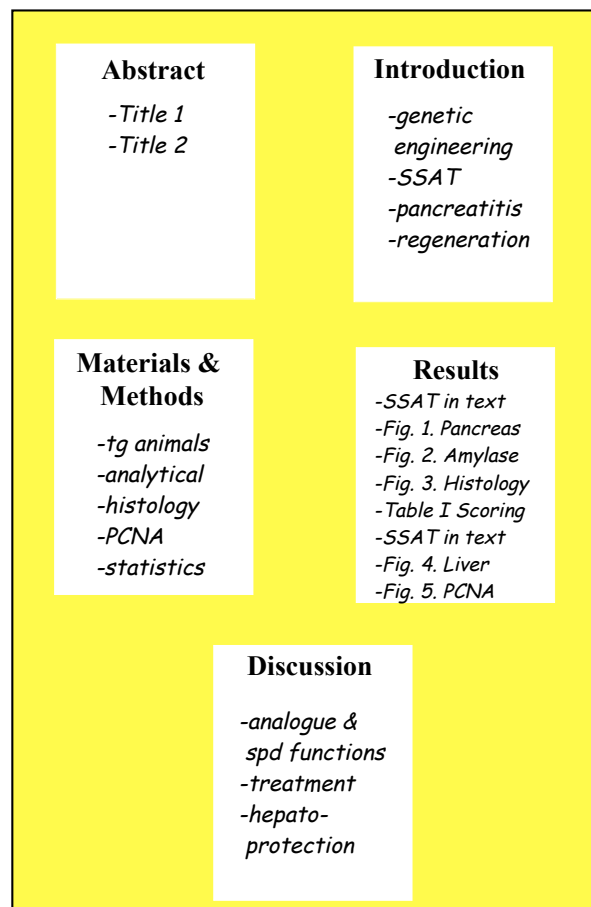 Abstract
-Title 1
-Title 2
Introduction
-genetic
engineering
-SSAT
-pancreatitis
-regeneration
Materials &
Methods
-tg animals
-analytical
-histology
-PCNA
-statistics
Results
-SSAT in text
-Fig. 1. Pancreas
-Fig. 2. Amylase
-Fig. 3. Histology
-Table I Scoring
-SSAT in text
-Fig. 4. Liver
-Fig. 5. PCNA
Discussion
-analogue &
spd functions
-treatment
-hepato-
protection